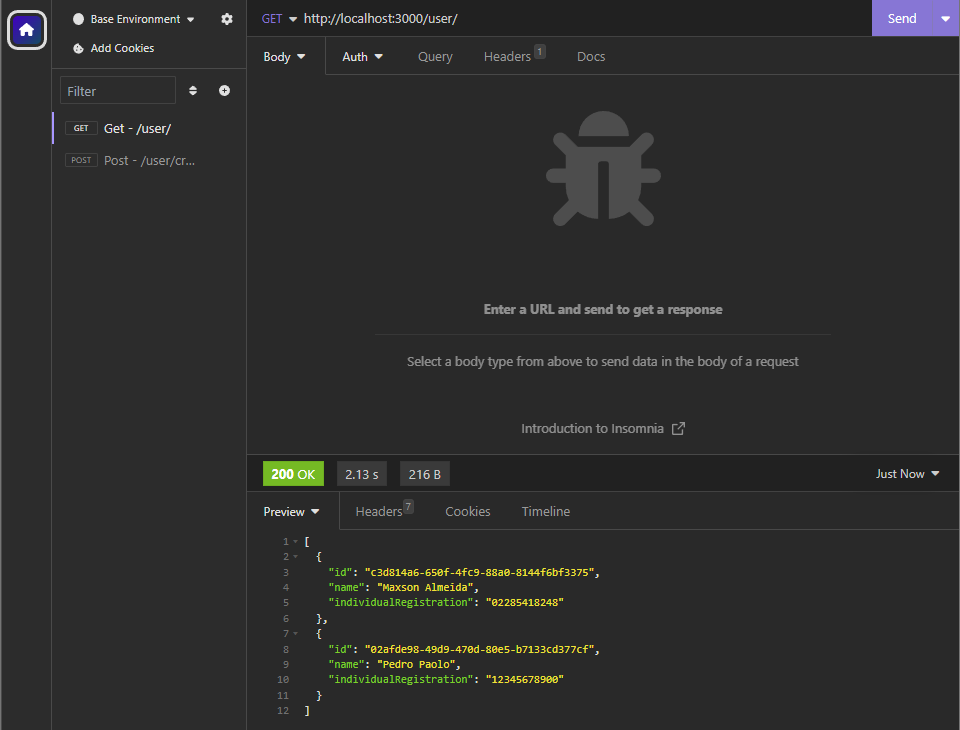 Base Environment
Add Cookies
Filter
GET Get - /user/
POST Post - /user/cr...
GET http://localhost:3000/user/ Send
Body Auth Query Headers 1 Docs
Enter a URL and send to get a response
Select a body type from above to send data in the body of a request
Introduction to Insomnia
200 OK 2.13 s 216 B Just Now
Preview Headers 7 Cookies Timeline
1 [
2 {
3 "id": "c3d814a6-650f-4fc9-88a0-8144f6bf3375",
4 "name": "Maxson Almeida",
5 "individualRegistration": "02285418248"
6 },
7 {
8 "id": "02afde98-49d9-470d-80e5-b7133cd377cf",
9 "name": "Pedro Paolo",
10 "individualRegistration": "12345678900"
11 }
12 ]